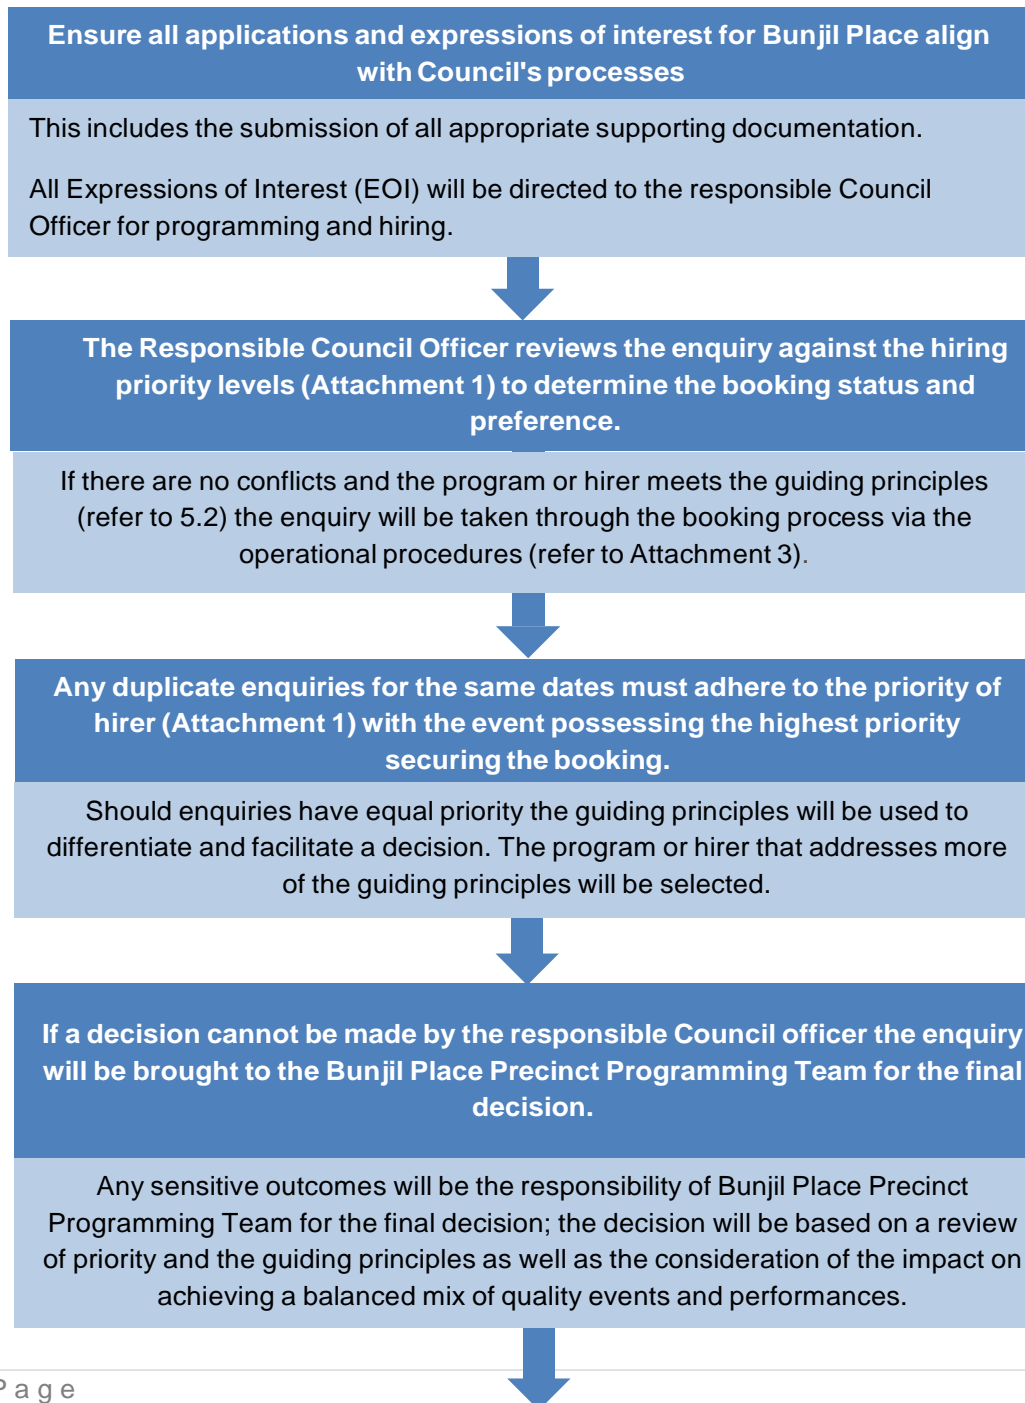 Ensure all applications and expressions of interest for Bunjil Place align
with Council's processes
This includes the submission of all appropriate supporting documentation.
All Expressions of Interest (EOI) will be directed to the responsible Council
Officer for programming and hiring.
The Responsible Council Officer reviews the enquiry against the hiring
priority levels (Attachment 1) to determine the booking status and
preference.
If there are no conflicts and the program or hirer meets the guiding principles
(refer to 5.2) the enquiry will be taken through the booking process via the
operational procedures (refer to Attachment 3).
Any duplicate enquiries for the same dates must adhere to the priority of
hirer (Attachment 1) with the event possessing the highest priority
securing the booking.
Should enquiries have equal priority the guiding principles will be used to
differentiate and facilitate a decision. The program or hirer that addresses more
of the guiding principles will be selected.
If a decision cannot be made by the responsible Council officer the enquiry
will be brought to the Bunjil Place Precinct Programming Team for the final
decision.
Any sensitive outcomes will be the responsibility of Bunjil Place Precinct
Programming Team for the final decision; the decision will be based on a review
of priority and the guiding principles as well as the consideration of the impact on
achieving a balanced mix of quality events and performances.
P a g e